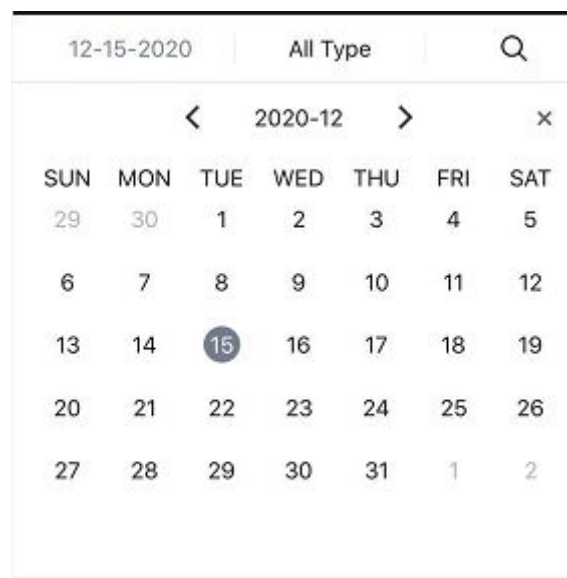 12-15-2020 All Type
< 2020-12 > ×
SUN MON TUE WED THU FRI SAT
29 30 1 2 3 4 5
6 7 8 9 10 11 12
13 14 15 16 17 18 19
20 21 22 23 24 25 26
27 28 29 30 31 1 2